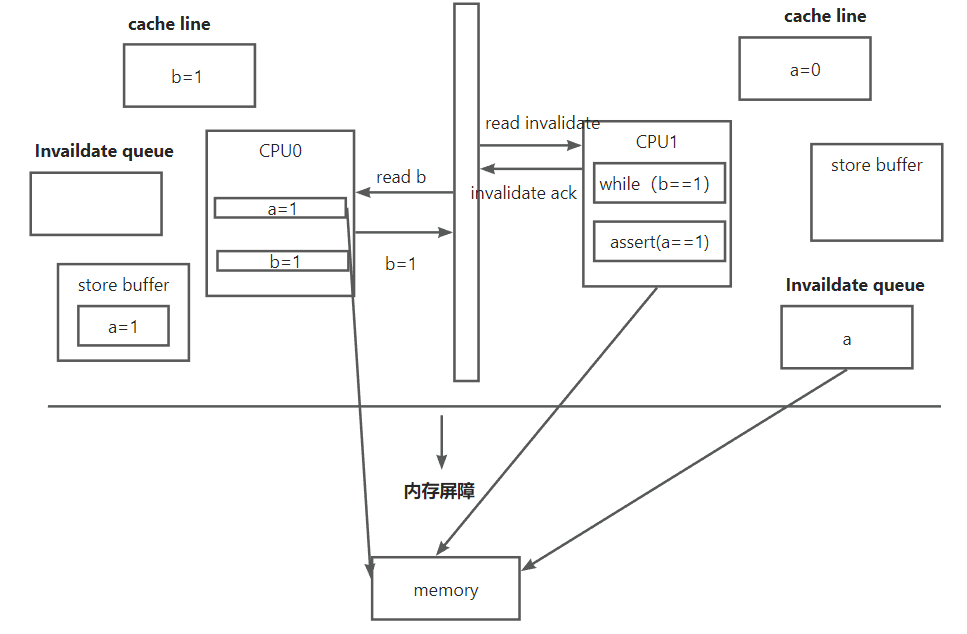 cache line
b=1
cache line
a=0
Invaildate queue
CPU0
a=1
b=1
store buffer
a=1
read b
b=1
read invalidate
invalidate ack
CPU1
while（b==1）
assert(a==1)
store buffer
Invaildate queue
a
内存屏障
memory